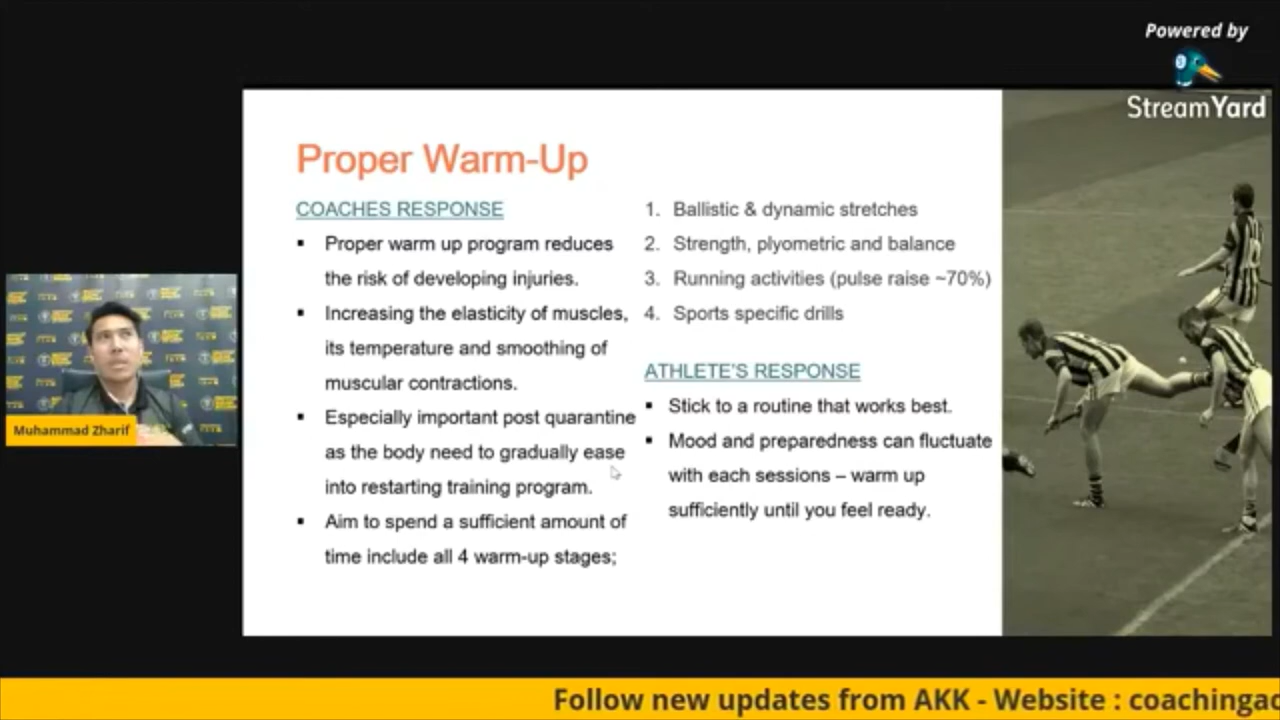 Powered by
StreamYard
Proper Warm-Up
COACHES RESPONSE
▪ Proper warm up program reduces
the risk of developing injuries.
▪ Increasing the elasticity of muscles,
its temperature and smoothing of
muscular contractions.
▪ Especially important post quarantine
as the body need to gradually ease
into restarting training program.
▪ Aim to spend a sufficient amount of
time include all 4 warm-up stages;
1. Ballistic & dynamic stretches
2. Strength, plyometric and balance
3. Running activities (pulse raise ~70%)
4. Sports specific drills
ATHLETE'S RESPONSE
▪ Stick to a routine that works best.
▪ Mood and preparedness can fluctuate
with each sessions – warm up
sufficiently until you feel ready.
Muhammad Zharif
Follow new updates from AKK - Website : coachingac